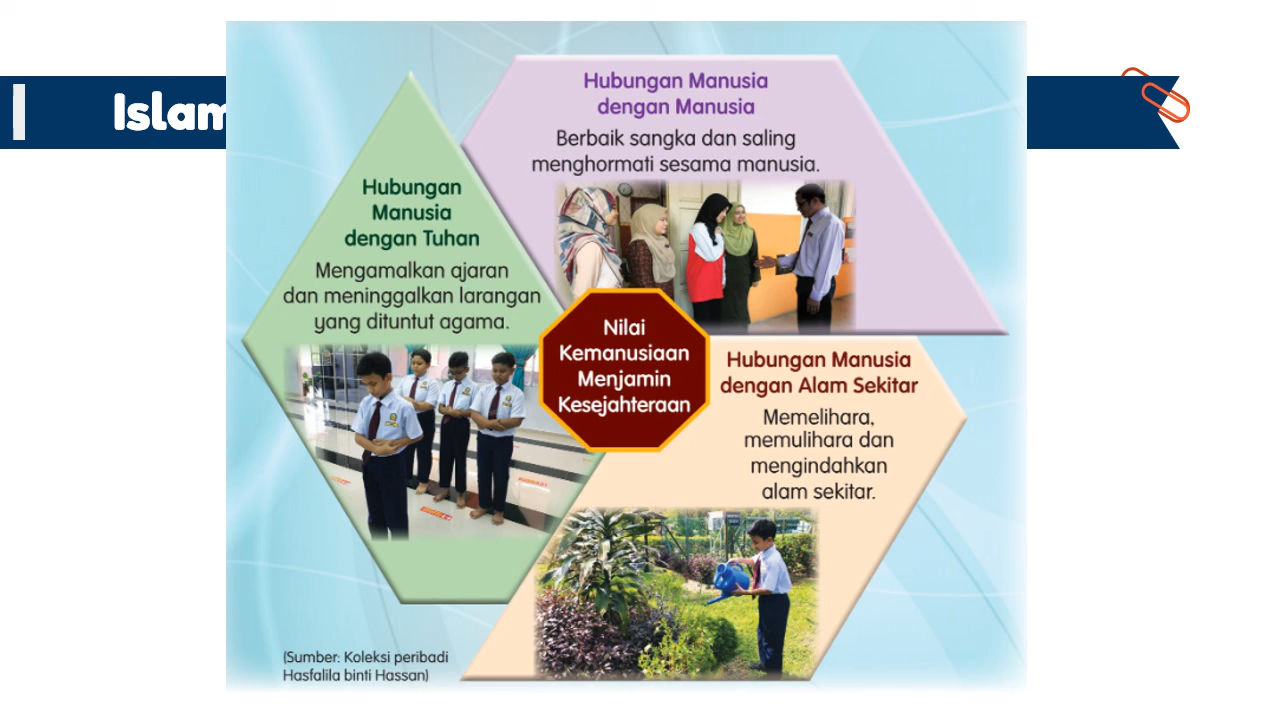 Islam
Hubungan Manusia
dengan Manusia
Berbaik sangka dan saling
menghormati sesama manusia.
Hubungan
Manusia
dengan Tuhan
Mengamalkan ajaran
dan meninggalkan larangan
yang dituntut agama.
Nilai
Kemanusiaan
Menjamin
Kesejahteraan
Hubungan Manusia
dengan Alam Sekitar
Memelihara,
memulihara dan
mengindahkan
alam sekitar.
(Sumber: Koleksi peribadi
Hasfalila binti Hassan)